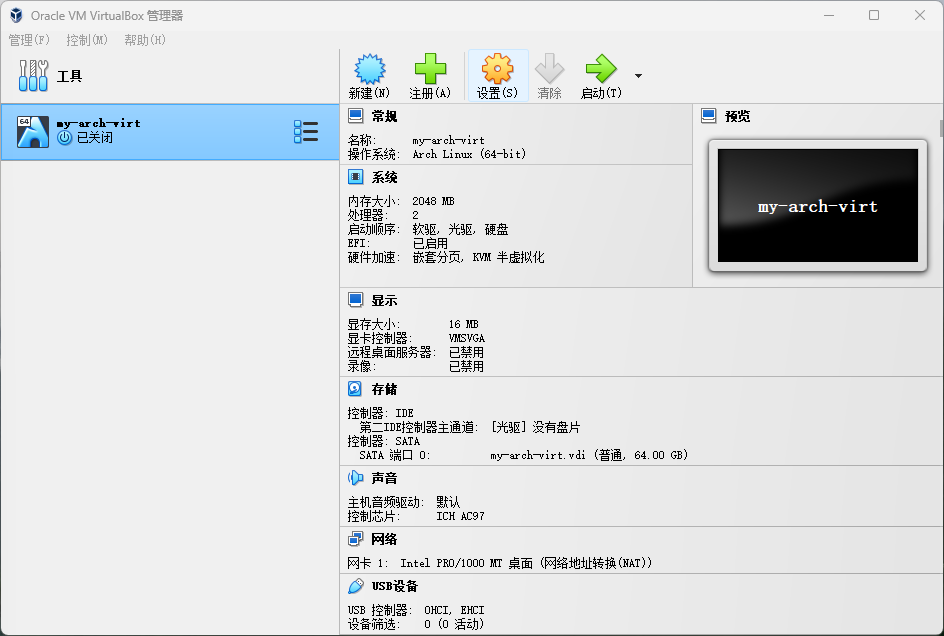 Oracle VM VirtualBox 管理器
管理(F) 控制(M) 帮助(H)
工具
新建(N) 注册(A) 设置(S) 清除 启动(T)
64
my-arch-virt
已关闭
常规
名称: my-arch-virt
操作系统: Arch Linux (64-bit)
系统
内存大小: 2048 MB
处理器: 2
启动顺序: 软驱, 光驱, 硬盘
EFI: 已启用
硬件加速: 嵌套分页, KVM 半虚拟化
预览
my-arch-virt
显示
显存大小: 16 MB
显卡控制器: VMSVGA
远程桌面服务器: 已禁用
录像: 已禁用
存储
控制器: IDE
第二IDE控制器主通道: [光驱] 没有盘片
控制器: SATA
SATA 端口 0: my-arch-virt.vdi (普通, 64.00 GB)
声音
主机音频驱动: 默认
控制芯片: ICH AC97
网络
网卡 1: Intel PRO/1000 MT 桌面 (网络地址转换(NAT))
USB设备
USB 控制器: OHCI, EHCI
设备筛选: 0 (0 活动)